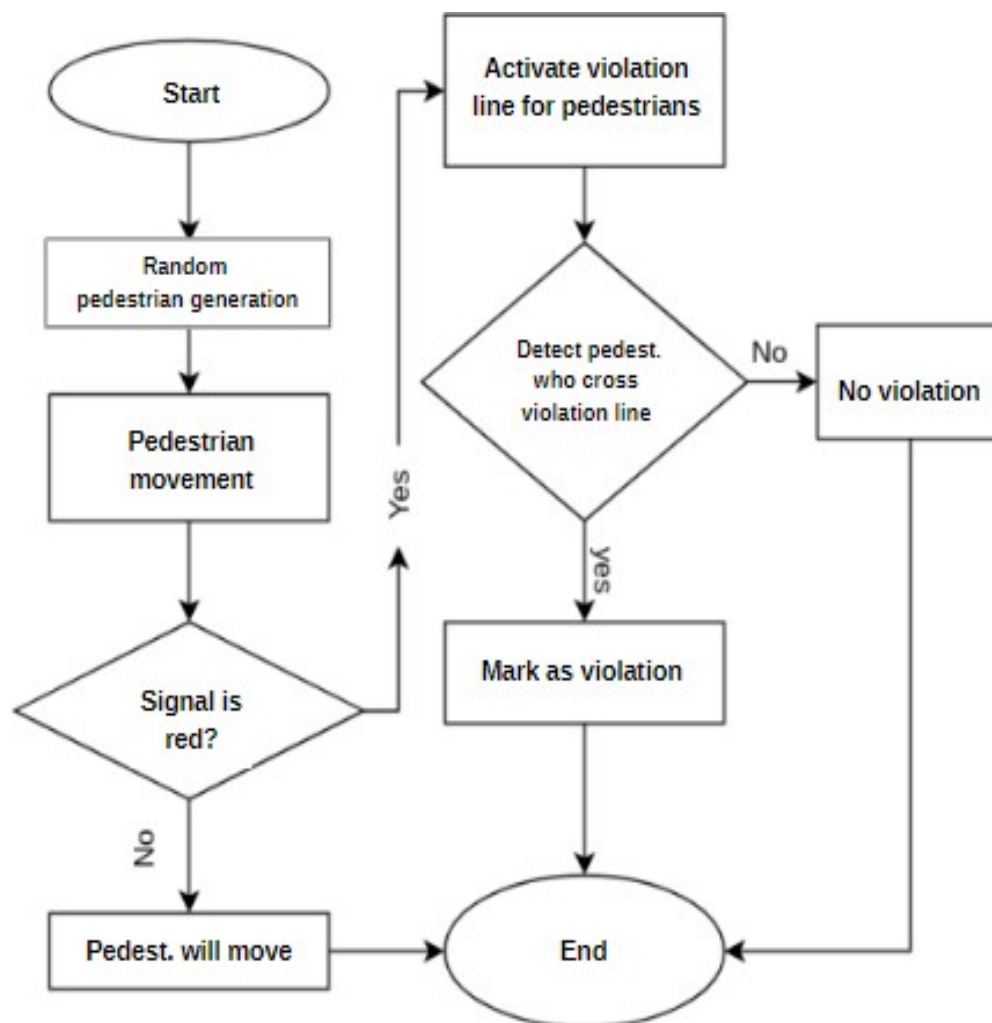 Start
Random
pedestrian generation
Pedestrian
movement
Signal is
red?
No
Pedest. will move
Yes
Activate violation
line for pedestrians
Detect pedest.
who cross
violation line
No
No violation
yes
Mark as violation
End